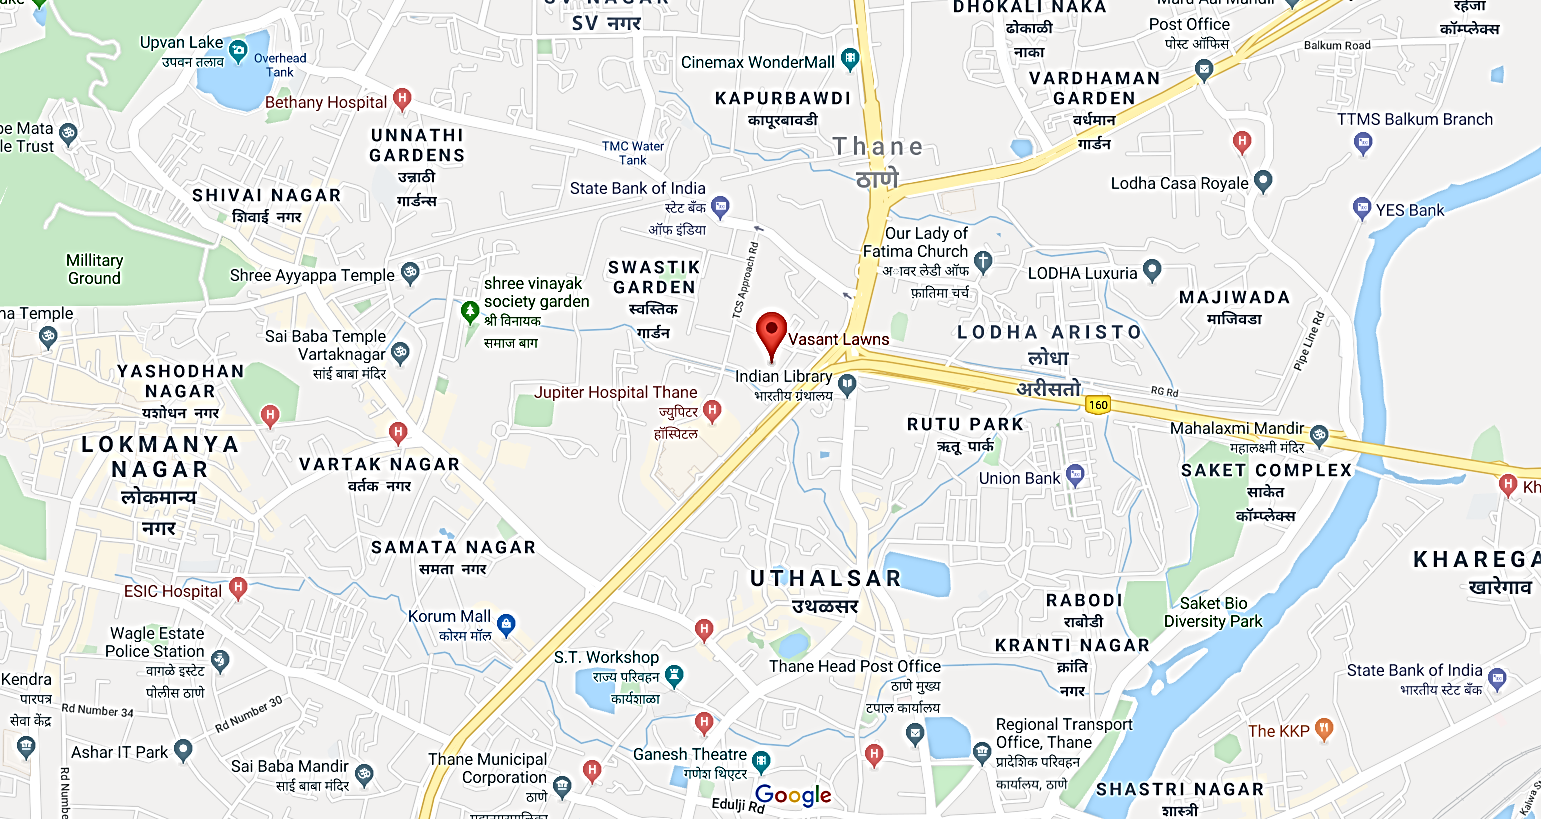 SV नगर
DHOKALI NAKA
ढोकाळी
नाका
Post Office
पोस्ट ऑफिस
कॉम्प्लेक्स
Balkum Road
Upvan Lake
उपवन तलाव
Overhead
Tank
Cinemax WonderMall
Bethany Hospital
KAPURBAWDI
कापूरबावडी
VARDHAMAN
GARDEN
वर्धमान
गार्डन
TTMS Balkum Branch
UNNATHI
GARDENS
उन्नाठी
गार्डन्स
TMC Water
Tank
Thane
ठाणे
SHIVAI NAGAR
शिवाई नगर
State Bank of India
स्टेट बँक
ऑफ इंडिया
Lodha Casa Royale
YES Bank
Millitary
Ground
Shree Ayyappa Temple
SWASTIK
GARDEN
स्वस्तिक
गार्डन
TCS Approach Rd
Our Lady of
Fatima Church
अावर लेडी ऑफ
फ़ातिमा चर्च
LODHA Luxuria
MAJIWADA
माजिवडा
Pipe Line Rd
shree vinayak
society garden
श्री विनायक
समाज बाग
Sai Baba Temple
Vartaknagar
सांई बाबा मंदिर
Vasant Lawns
LODHA ARISTO
लोधा
अरीसतो
160
RG Rd
YASHODHAN
NAGAR
यशोधन नगर
Indian Library
भारतीय ग्रंथालय
Jupiter Hospital Thane
ज्युपिटर
हॉस्पिटल
RUTU PARK
ऋतू पार्क
Mahalaxmi Mandir
महालक्ष्मी मंदिर
LOKMANYA
NAGAR
लोकमान्य
नगर
VARTAK NAGAR
वर्तक नगर
Union Bank
SAKET COMPLEX
साकेत
कॉम्प्लेक्स
SAMATA NAGAR
समता नगर
UTHALSAR
उथळसर
खारेगाव
ESIC Hospital
Korum Mall
कोरम मॉल
RABODI
राबोडी
Saket Bio
Diversity Park
Wagle Estate
Police Station
वागळे इस्टेट
पोलीस ठाणे
KRANTI NAGAR
क्रांति
नगर
S.T. Workshop
राज्य परिवहन
कार्यशाळा
Thane Head Post Office
ठाणे मुख्य
टपाल कार्यालय
State Bank of India
भारतीय स्टेट बँक
Kendra
पारपत्र
सेवा केंद्र
Rd Number 34
Rd Number 30
Ashar IT Park
Sai Baba Mandir
साई बाबा मंदिर
Thane Municipal
Corporation
ठाणे
Ganesh Theatre
गणेश थिएटर
Regional Transport
Office, Thane
प्रादेशिक परिवहन
कार्यालय, ठाणे
The KKP
Google
Edulji Rd
SHASTRI NAGAR
शास्त्री